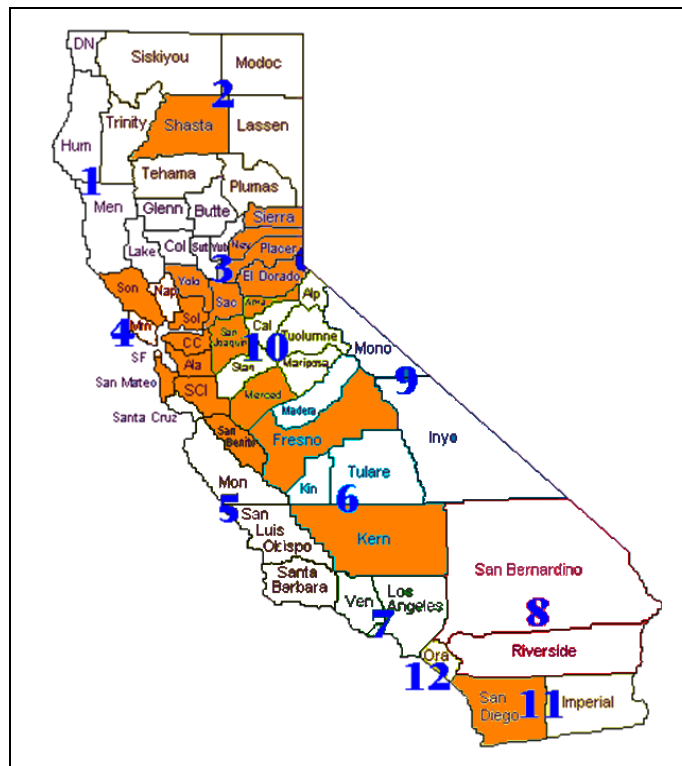 DN
Siskiyou
Modoc
2
Trinity
Shasta
Lassen
Hum
1
Tehama
Plumas
Men
Glenn
Butte
Sierra
Lake
Col
Sut
Yub
Nev
Placer
3
El Dorado
Son
Nap
Yolo
Sac
Ama
Alp
Sol
4
Mrn
Cal
Tuolumne
San
Joaquin
10
Mono
SF
CC
Ala
Stan
Mariposa
9
San Mateo
SCl
Merced
Madera
Inyo
Santa Cruz
San
Benito
Fresno
Mon
Kin
Tulare
5
6
San
Luis
Obispo
Kern
San Bernardino
Santa
Barbara
Ven
Los
Angeles
7
8
Ora
Riverside
12
San
Diego
11
Imperial